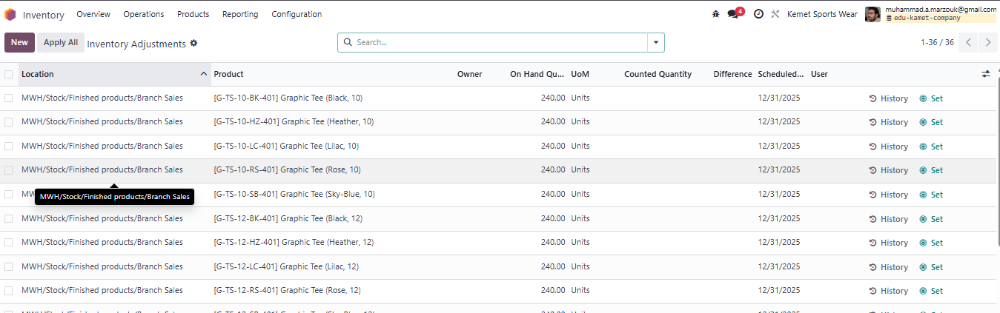 Inventory Overview Operations Products Reporting Configuration 4 Kemet Sports Wear muhammad.a.marzouk@gmail.com
edu-kamet-company
New Apply All Inventory Adjustments Search... 1-36 / 36
Location Product Owner On Hand Qu... UoM Counted Quantity Difference Scheduled... User
MWH/Stock/Finished products/Branch Sales [G-TS-10-BK-401] Graphic Tee (Black, 10) 240.00 Units 12/31/2025 History Set
MWH/Stock/Finished products/Branch Sales [G-TS-10-HZ-401] Graphic Tee (Heather, 10) 240.00 Units 12/31/2025 History Set
MWH/Stock/Finished products/Branch Sales [G-TS-10-LC-401] Graphic Tee (Lilac, 10) 240.00 Units 12/31/2025 History Set
MWH/Stock/Finished products/Branch Sales [G-TS-10-RS-401] Graphic Tee (Rose, 10) 240.00 Units 12/31/2025 History Set
MWH/Stock/Finished products/Branch Sales [G-TS-10-SB-401] Graphic Tee (Sky-Blue, 10) 240.00 Units 12/31/2025 History Set
MWH/Stock/Finished products/Branch Sales [G-TS-12-BK-401] Graphic Tee (Black, 12) 240.00 Units 12/31/2025 History Set
MWH/Stock/Finished products/Branch Sales [G-TS-12-HZ-401] Graphic Tee (Heather, 12) 240.00 Units 12/31/2025 History Set
MWH/Stock/Finished products/Branch Sales [G-TS-12-LC-401] Graphic Tee (Lilac, 12) 240.00 Units 12/31/2025 History Set
MWH/Stock/Finished products/Branch Sales [G-TS-12-RS-401] Graphic Tee (Rose, 12) 240.00 Units 12/31/2025 History Set